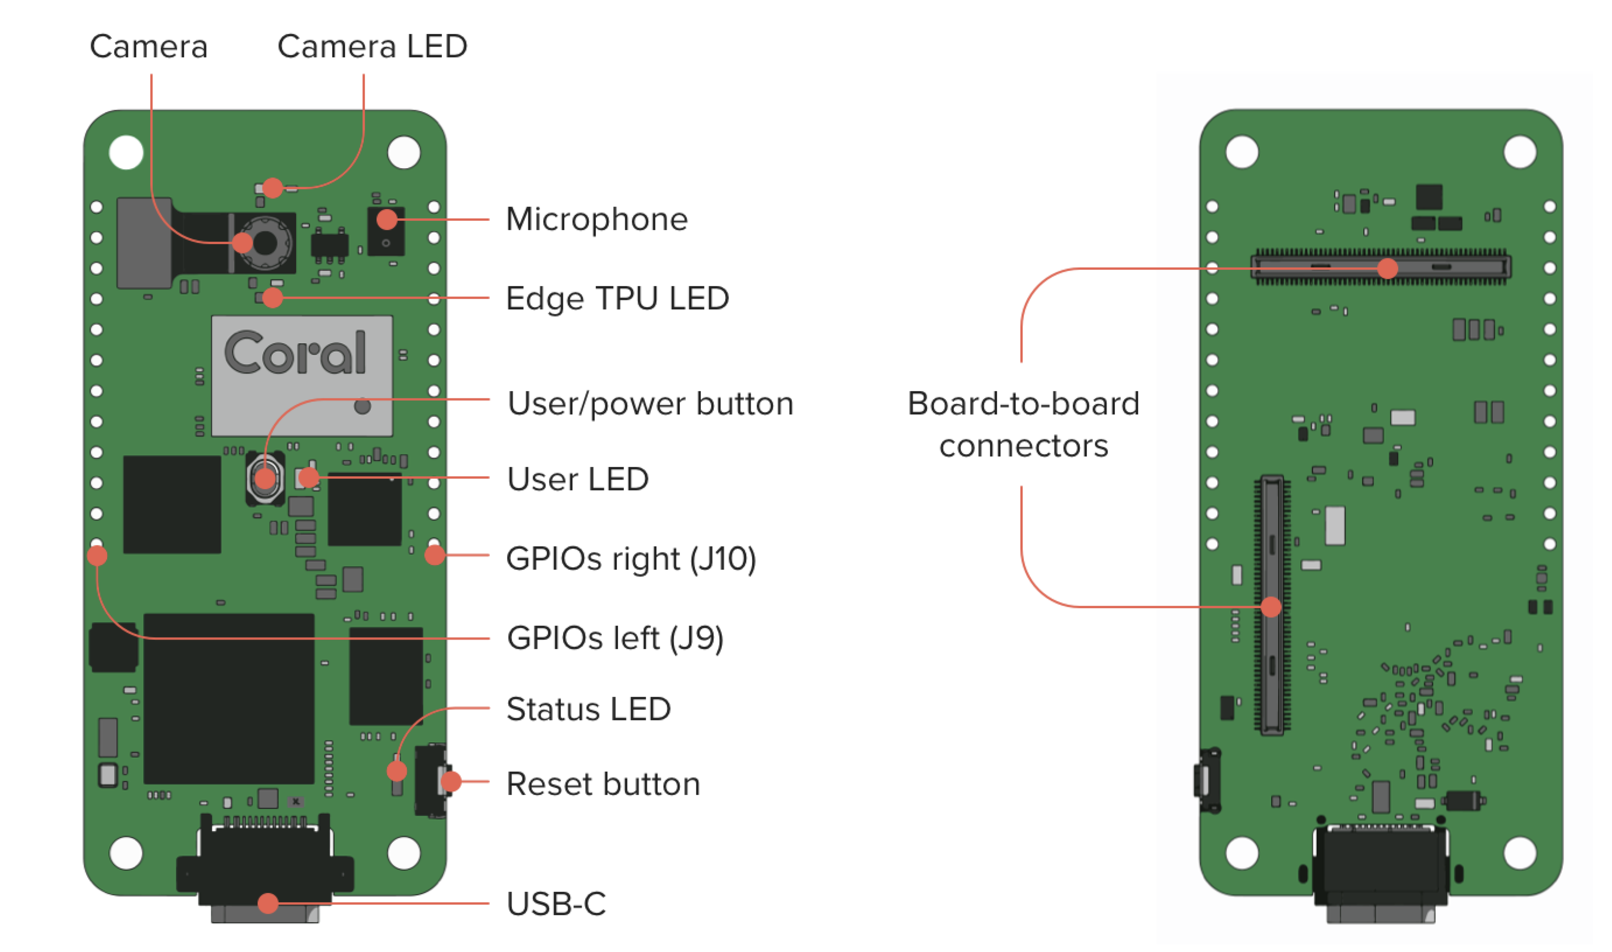 Camera
Camera LED
Microphone
Edge TPU LED
Coral
User/power button
User LED
GPIOs right (J10)
GPIOs left (J9)
Status LED
Reset button
USB-C
Board-to-board
connectors